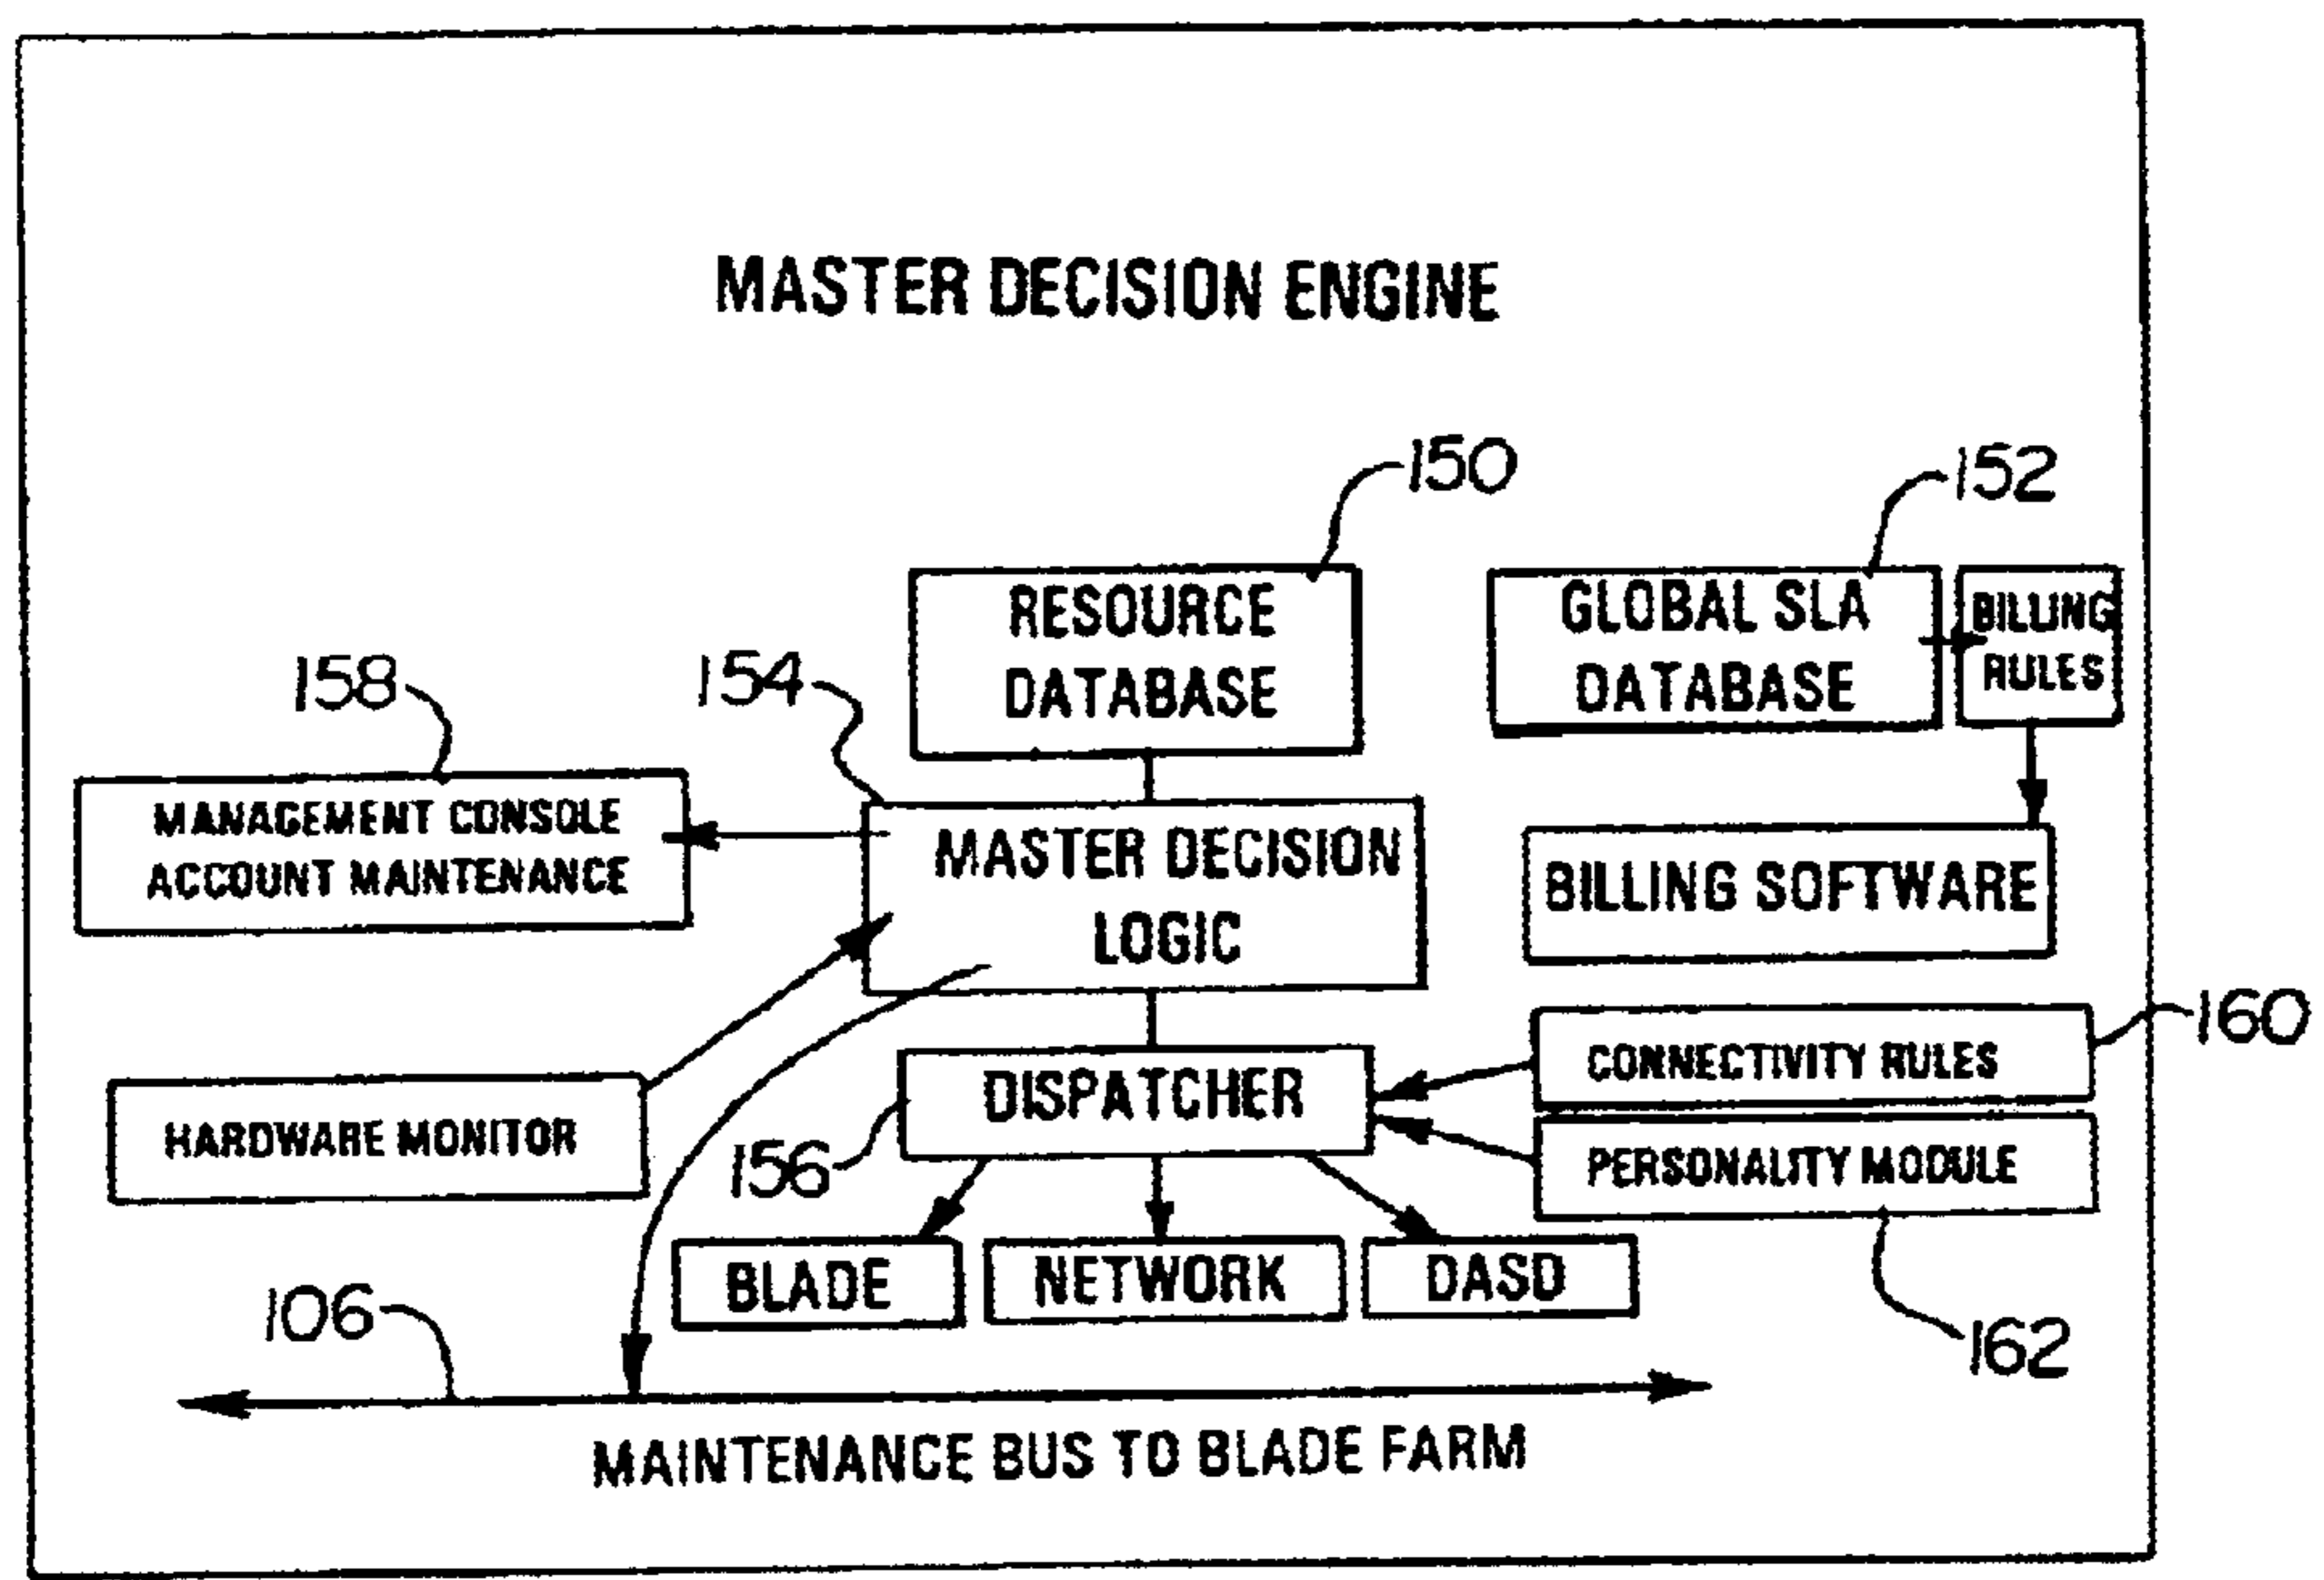 MASTER DECISION ENGINE
150
152
RESOURCE
DATABASE
GLOBAL SLA
DATABASE
BILLING
RULES
158
154
MANAGEMENT CONSOLE
ACCOUNT MAINTENANCE
MASTER DECISION
LOGIC
BILLING SOFTWARE
160
CONNECTIVITY RULES
DISPATCHER
HARDWARE MONITOR
156
PERSONALITY MODULE
BLADE
NETWORK
DASD
106
162
MAINTENANCE BUS TO BLADE FARM